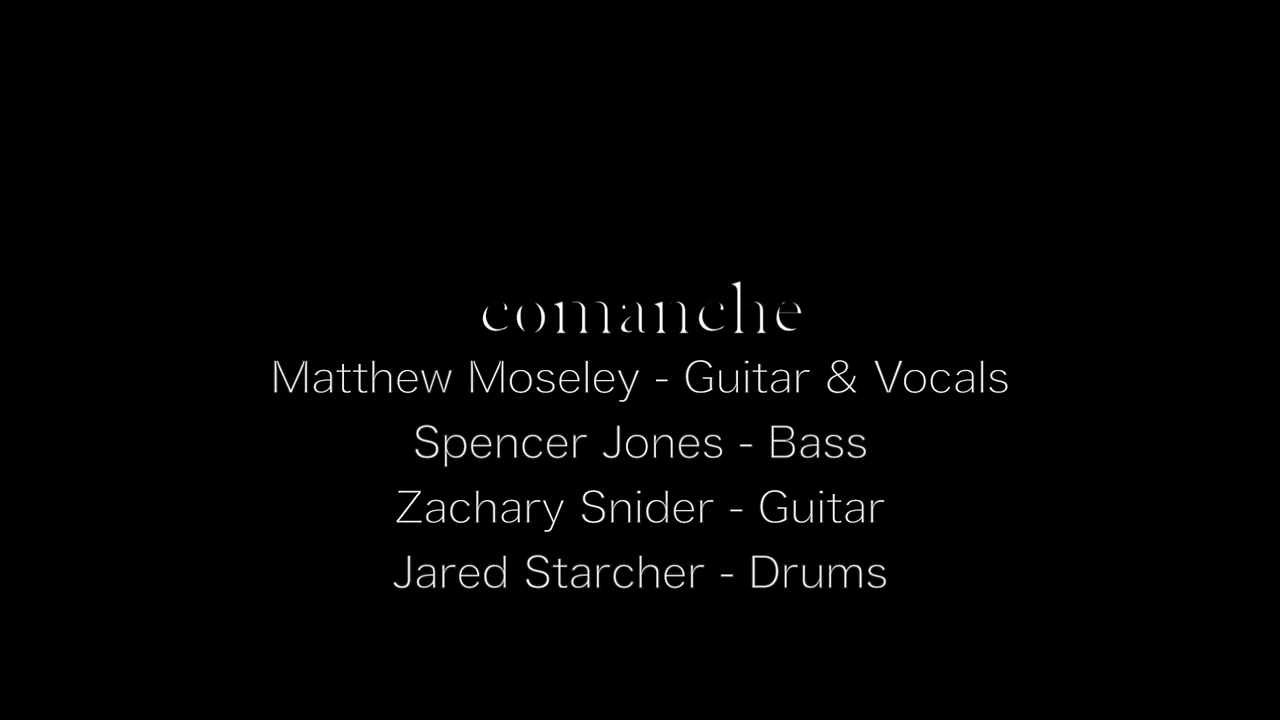 comanche
Matthew Moseley - Guitar & Vocals
Spencer Jones - Bass
Zachary Snider - Guitar
Jared Starcher - Drums